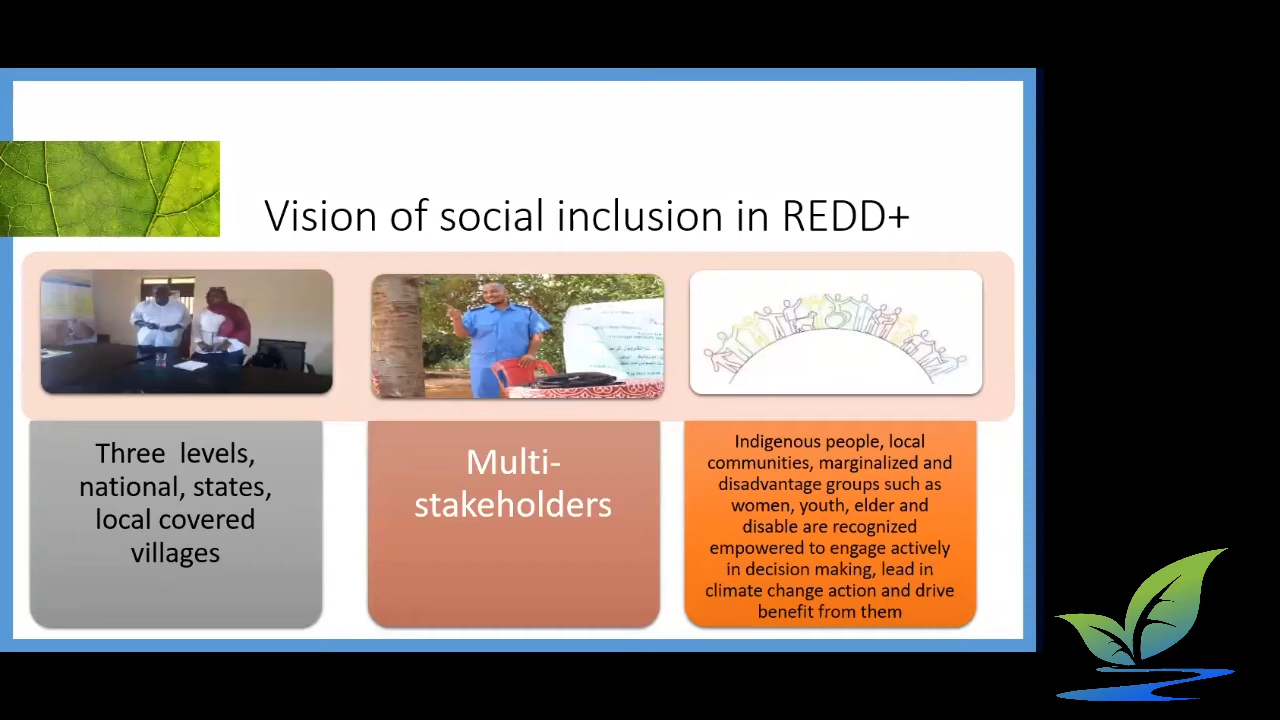 Vision of social inclusion in REDD+
Three levels,
national, states,
local covered
villages
Multi-
stakeholders
Indigenous people, local
communities, marginalized and
disadvantage groups such as
women, youth, elder and
disable are recognized
empowered to engage actively
in decision making, lead in
climate change action and drive
benefit from them